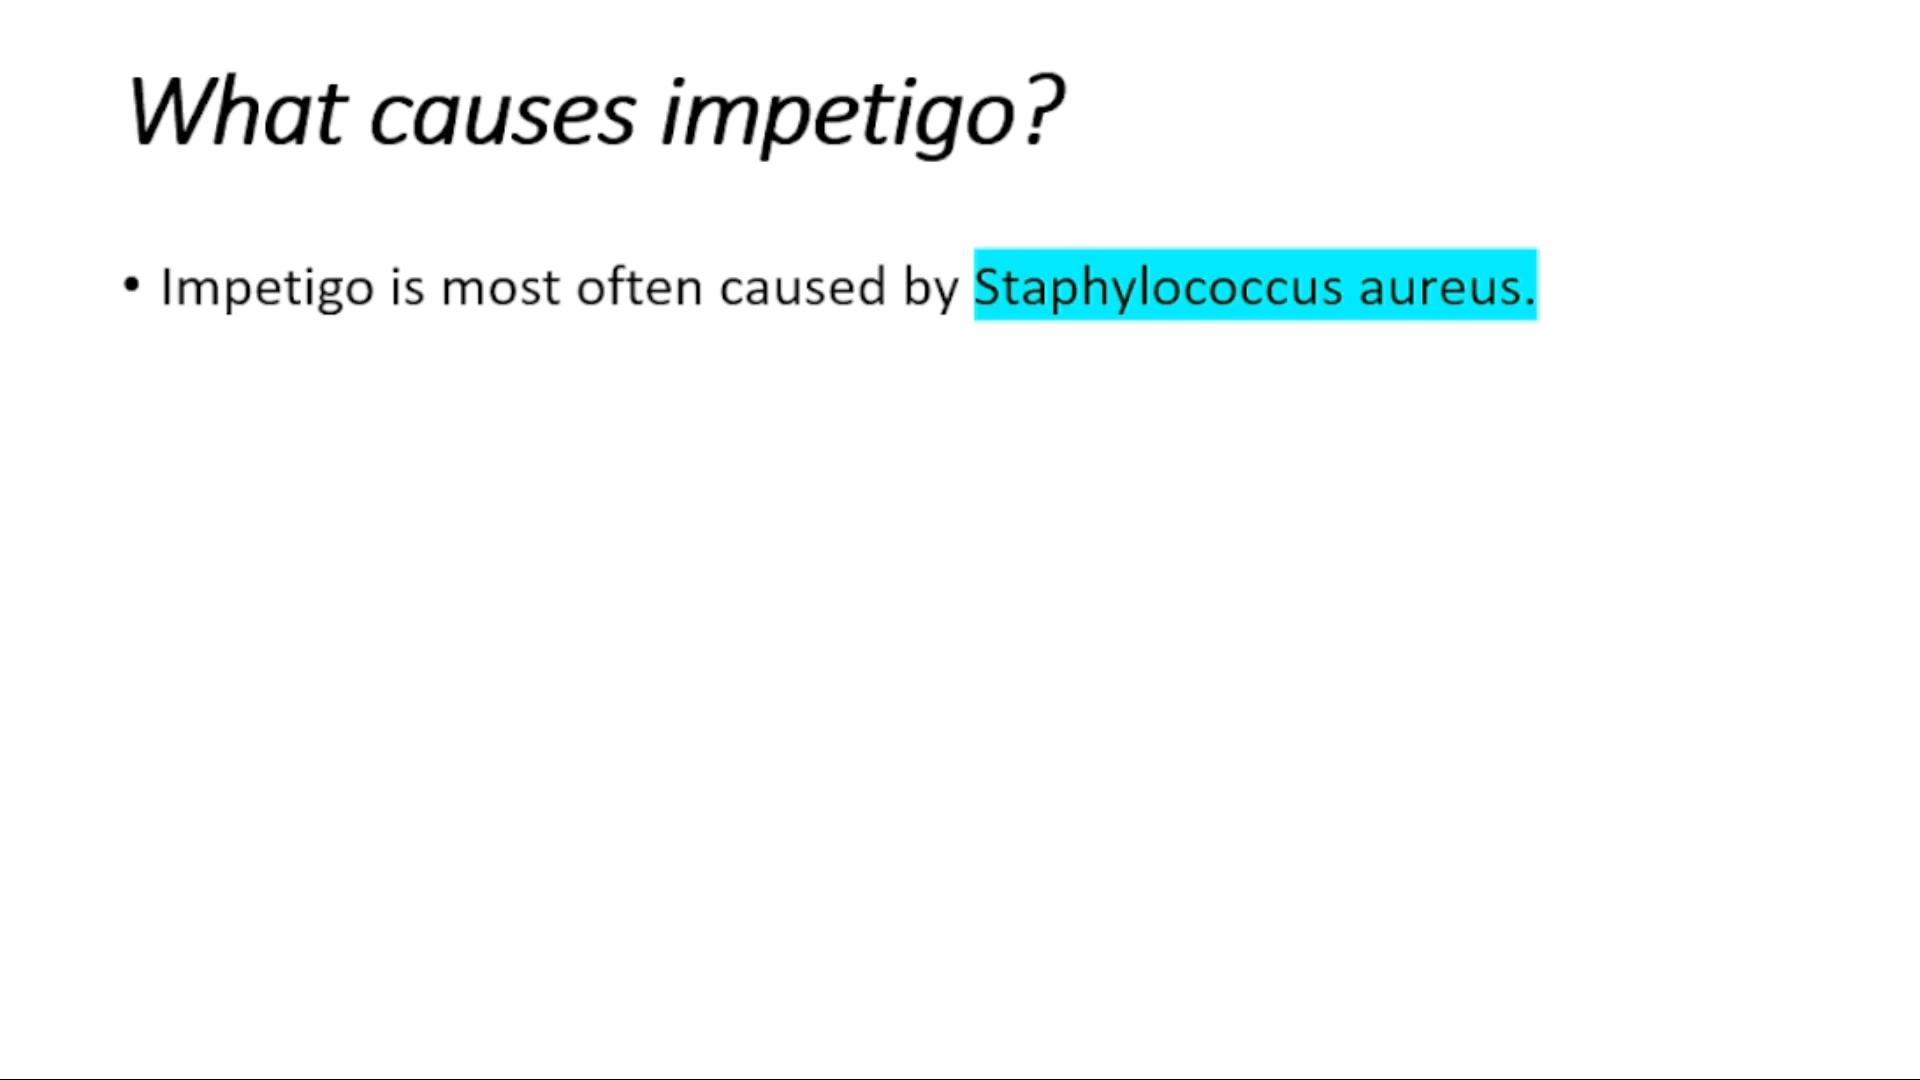 What causes impetigo?
• Impetigo is most often caused by Staphylococcus aureus.